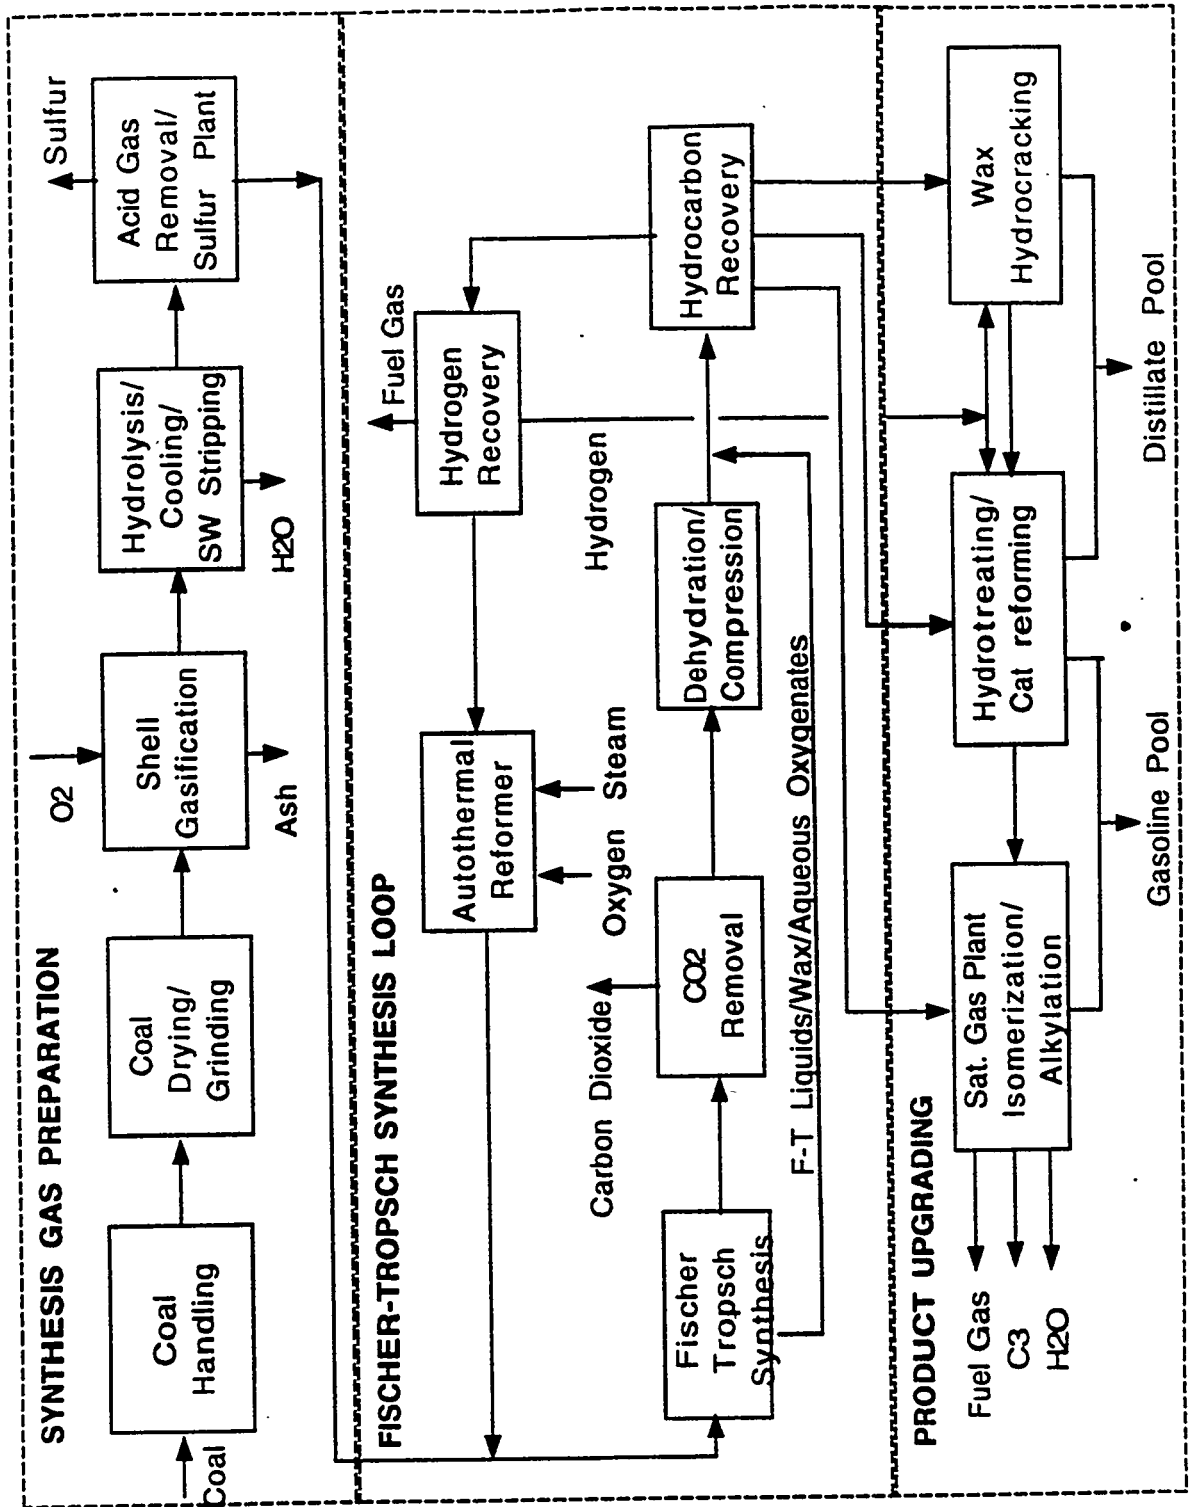 SYNTHESIS GAS PREPARATION
Coal
Coal
Handling
Coal
Drying/
Grinding
O2
Shell
Gasification
Ash
Hydrolysis/
Cooling/
SW Stripping
H2O
Sulfur
Acid Gas
Removal/
Sulfur Plant
FISCHER-TROPSCH SYNTHESIS LOOP
Autothermal
Reformer
Oxygen
Steam
Fuel Gas
Hydrogen
Recovery
Hydrogen
Carbon Dioxide
Fischer
Tropsch
Synthesis
CO2
Removal
Dehydration/
Compression
Hydrocarbon
Recovery
F-T Liquids/Wax/Aqueous Oxygenates
PRODUCT UPGRADING
Fuel Gas
C3
H2O
Sat. Gas Plant
Isomerization/
Alkylation
Hydrotreating/
Cat reforming
Wax
Hydrocracking
Gasoline Pool
Distillate Pool